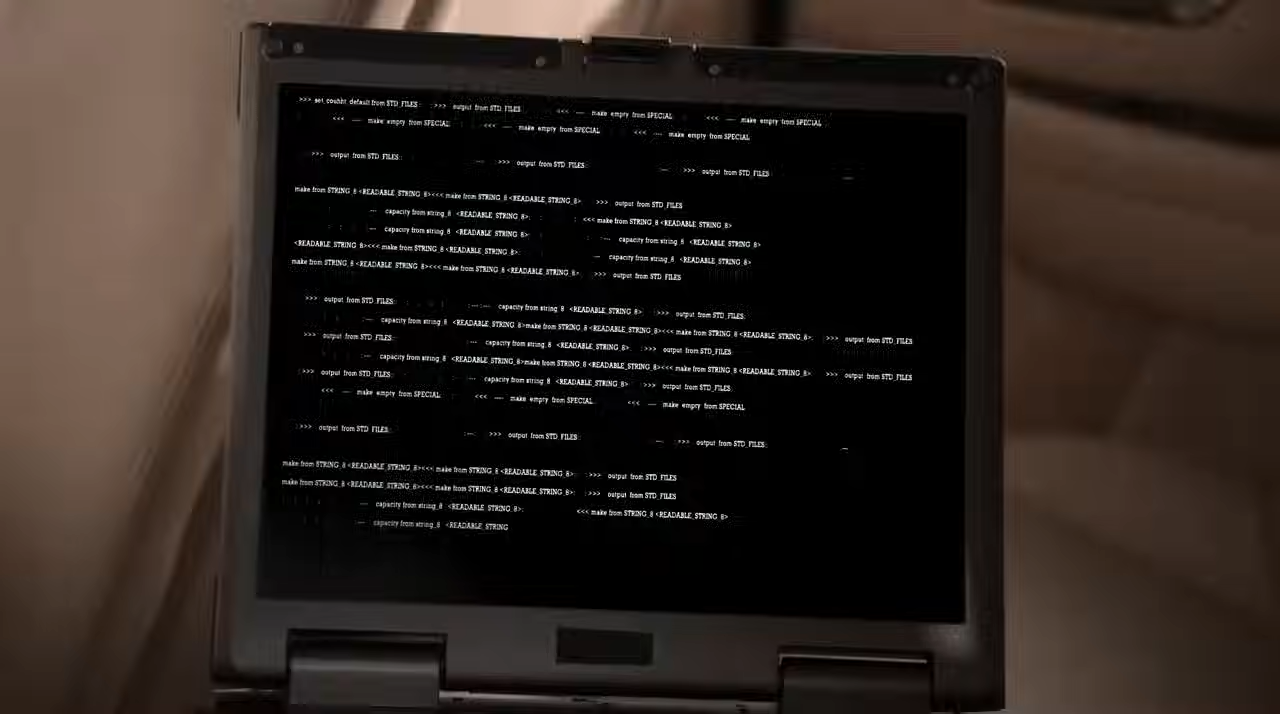 >>> set_couhht_default from STD_FILES : :>>> output from STD_FILES <<< --- make empty from SPECIAL <<< --- make empty from SPECIAL
<<< --- make empty from SPECIAL <<< --- make empty from SPECIAL <<< --- make empty from SPECIAL
:>>> output from STD_FILES: --- :>>> output from STD_FILES: --- >>> output from STD_FILES:
make from STRING_8 <READABLE_STRING_8><<< make from STRING_8 <READABLE_STRING_8>: >>> output from STD_FILES
--- capacity from string_8 <READABLE_STRING_8>: : <<< make from STRING_8 <READABLE_STRING_8>
--- capacity from string_8 <READABLE_STRING_8> --- capacity from string_8 <READABLE_STRING_8>
<READABLE_STRING_8><<< make from STRING_8 <READABLE_STRING_8>: --- capacity from string_8 <READABLE_STRING_8>
make from STRING_8 <READABLE_STRING_8><<< make from STRING_8 <READABLE_STRING_8>: :>>> output from STD_FILES
>>> output from STD_FILES: :---:--- capacity from string_8 <READABLE_STRING_8> :>>> output from STD_FILES:
:--- capacity from string_8 <READABLE_STRING_8>make from STRING_8 <READABLE_STRING_8><<< make from STRING_8 <READABLE_STRING_8>: :>>> output from STD_FILES
>>> output from STD_FILES: --- capacity from string_8 <READABLE_STRING_8>: :>>> output from STD_FILES
--- capacity from string_8 <READABLE_STRING_8>make from STRING_8 <READABLE_STRING_8><<< make from STRING_8 <READABLE_STRING_8> >>> output from STD_FILES
:>>> output from STD_FILES: --- capacity from string_8 <READABLE_STRING_8> :>>> output from STD_FILES:
<<< --- make empty from SPECIAL <<< --- make empty from SPECIAL <<< --- make empty from SPECIAL
:>>> output from STD_FILES: :--- >>> output from STD_FILES: --- :>>> output from STD_FILES:
make from STRING_8 <READABLE_STRING_8><<< make from STRING_8 <READABLE_STRING_8>: :>>> output from STD_FILES
make from STRING_8 <READABLE_STRING_8><<< make from STRING_8 <READABLE_STRING_8>: :>>> output from STD_FILES
--- capacity from string_8 <READABLE_STRING_8>: <<< make from STRING_8 <READABLE_STRING_8>
--- capacity from string_8 <READABLE_STRING